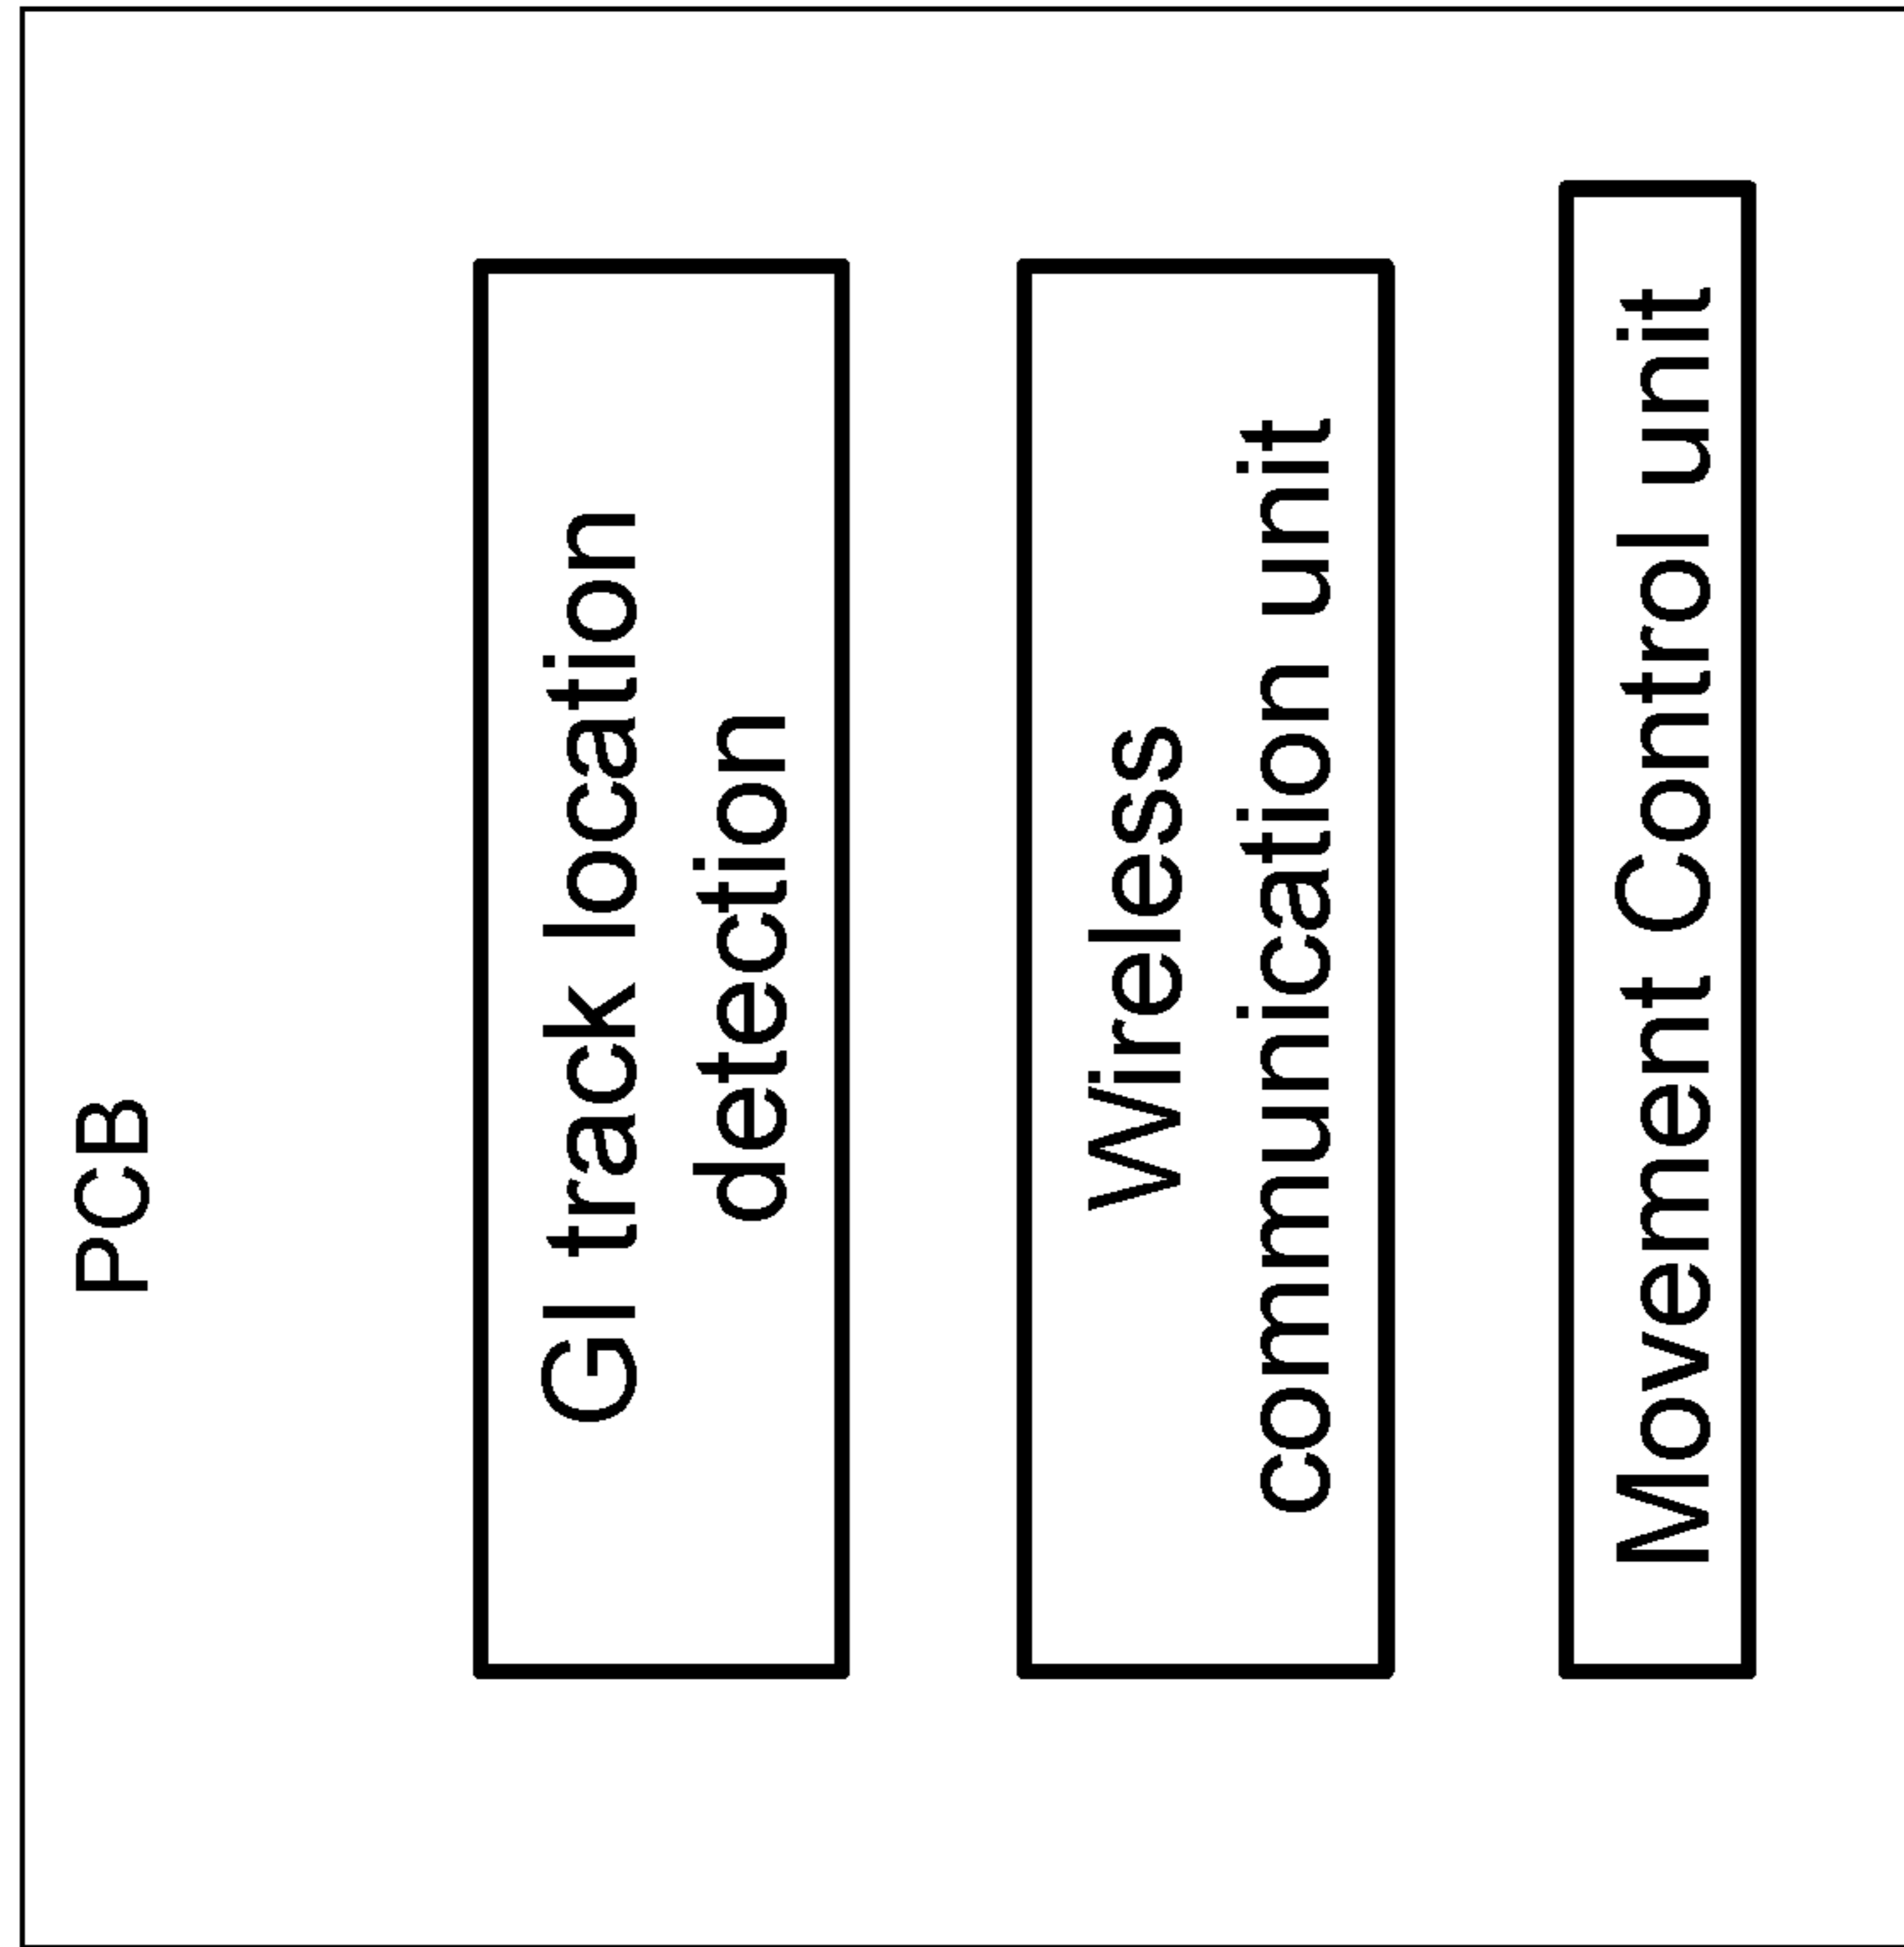 PCB
GI track location
detection
Wireless
communication unit
Movement Control unit